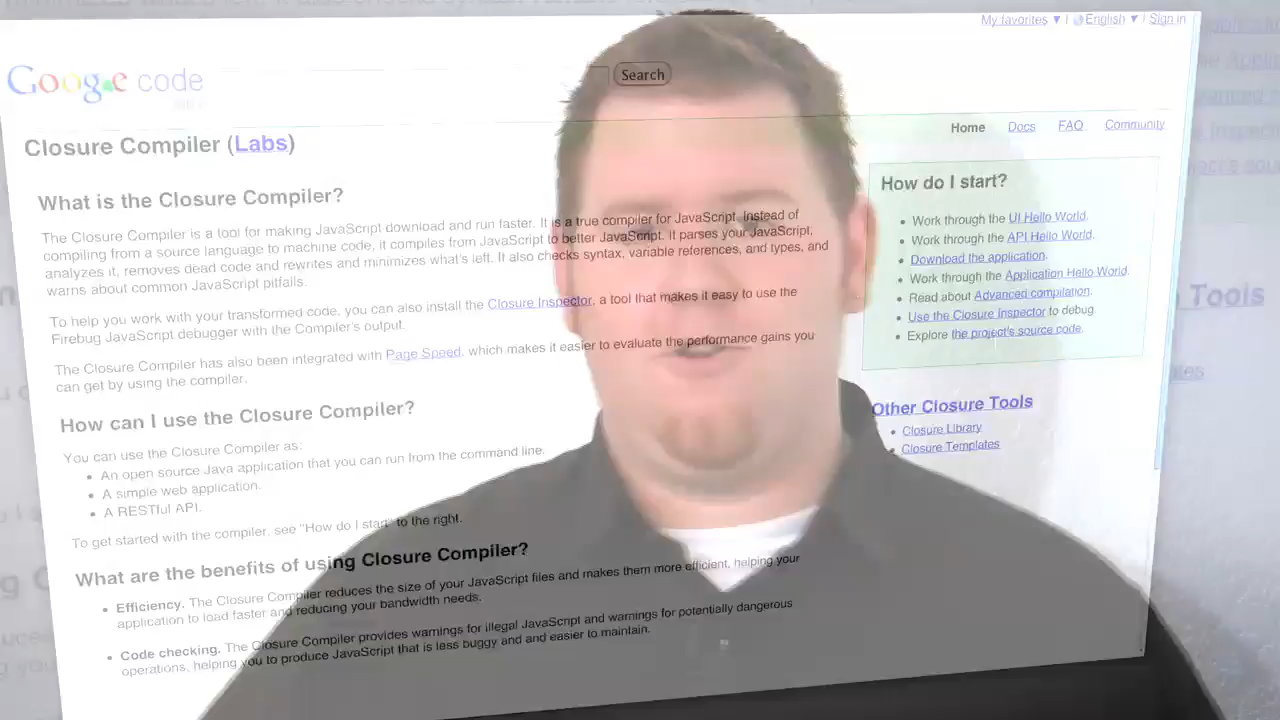 My favorites ▼ | English ▼ | Sign in
Google code
Search
Closure Compiler (Labs)
Home Docs FAQ Community
What is the Closure Compiler?
The Closure Compiler is a tool for making JavaScript download and run faster. It is a true compiler for JavaScript. Instead of
compiling from a source language to machine code, it compiles from JavaScript to better JavaScript. It parses your JavaScript,
analyzes it, removes dead code and rewrites and minimizes what's left. It also checks syntax, variable references, and types, and
warns about common JavaScript pitfalls.
To help you work with your transformed code, you can also install the Closure Inspector, a tool that makes it easy to use the
Firebug JavaScript debugger with the Compiler's output.
The Closure Compiler has also been integrated with Page Speed, which makes it easier to evaluate the performance gains you
can get by using the compiler.
How can I use the Closure Compiler?
You can use the Closure Compiler as:
• An open source Java application that you can run from the command line.
• A simple web application.
• A RESTful API.
To get started with the compiler, see "How do I start" to the right.
What are the benefits of using Closure Compiler?
• Efficiency. The Closure Compiler reduces the size of your JavaScript files and makes them more efficient, helping your
application to load faster and reducing your bandwidth needs.
• Code checking. The Closure Compiler provides warnings for illegal JavaScript and warnings for potentially dangerous
operations, helping you to produce JavaScript that is less buggy and and easier to maintain.
How do I start?
• Work through the UI Hello World.
• Work through the API Hello World.
• Download the application.
• Work through the Application Hello World.
• Read about Advanced compilation.
• Use the Closure Inspector to debug.
• Explore the project's source code.
Other Closure Tools
• Closure Library
• Closure Templates
Tools